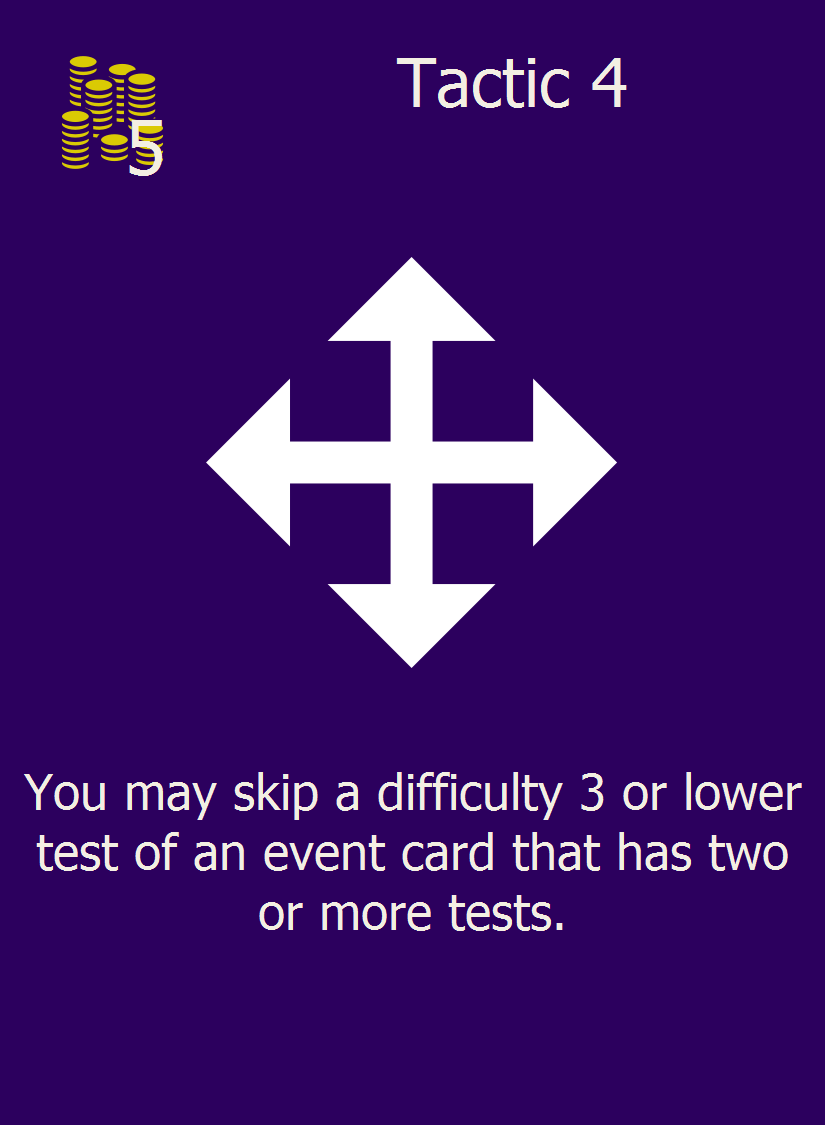 Tactic 4
5
You may skip a difficulty 3 or lower
test of an event card that has two
or more tests.